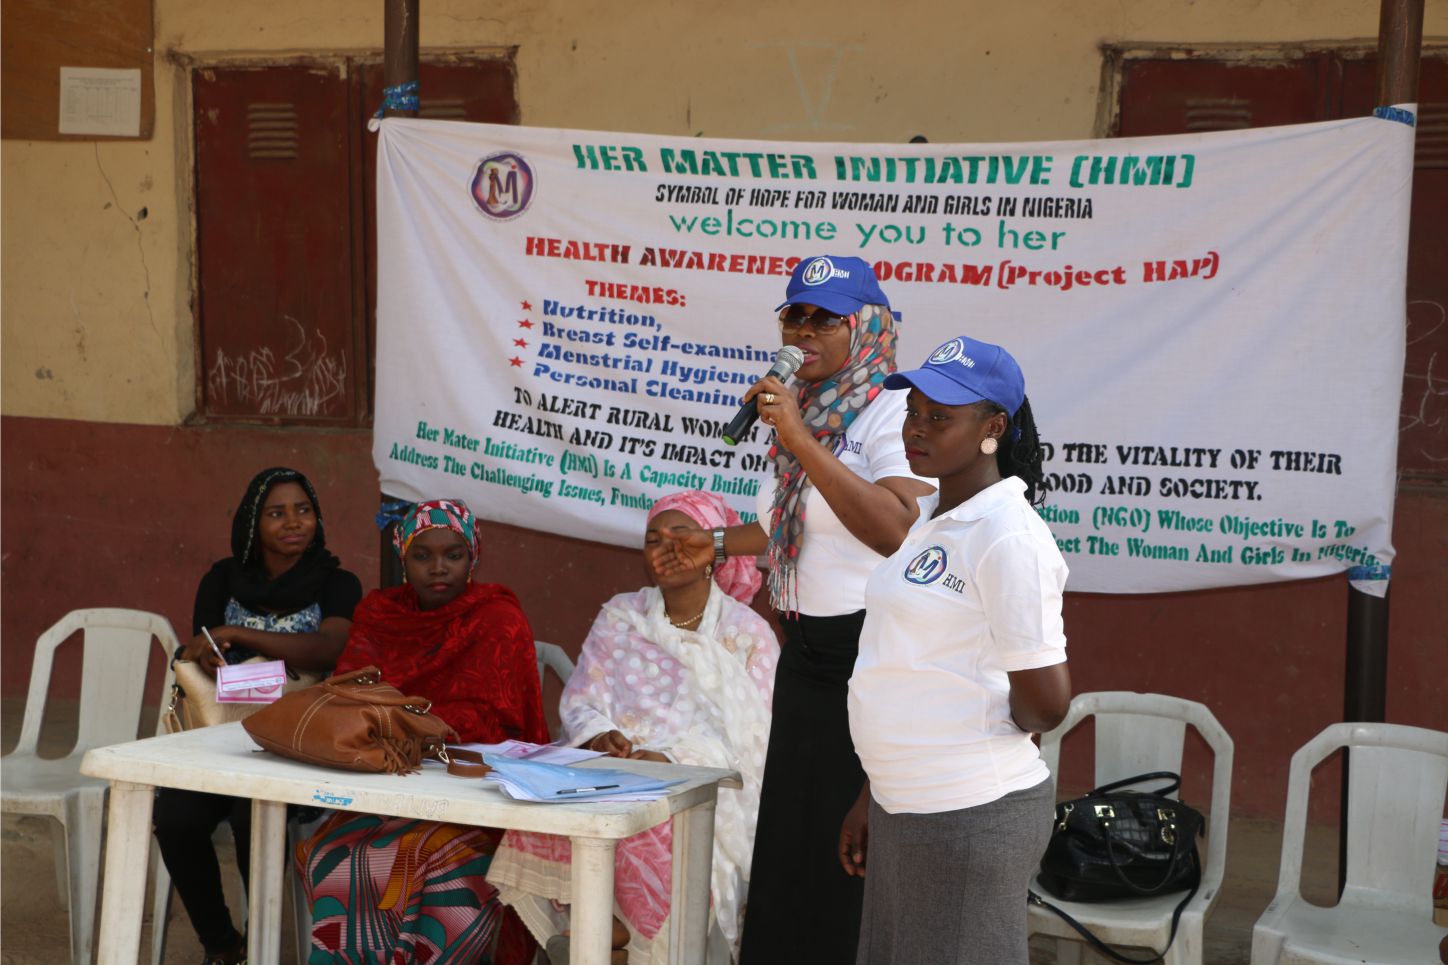 V
HER MATTER INITIATIVE (HMI)
SYMBOL OF HOPE FOR WOMAN AND GIRLS IN NIGERIA
welcome you to her
HEALTH AWARENES OGRAM (Project HAP)
THEMES:
Nutrition,
Breast Self-examina
Menstrial Hygiene
Personal Cleanin
TO ALERT RURAL WOMAN A D THE VITALITY OF THEIR
HEALTH AND IT'S IMPACT ON OOD AND SOCIETY.
Her Mater Initiative (HMI) Is A Capacity Buildi tion (NGO) Whose Objective Is To
Address The Challenging Issues, Funda ect The Woman And Girls In Nigeria.
M
HMI
M
HMI